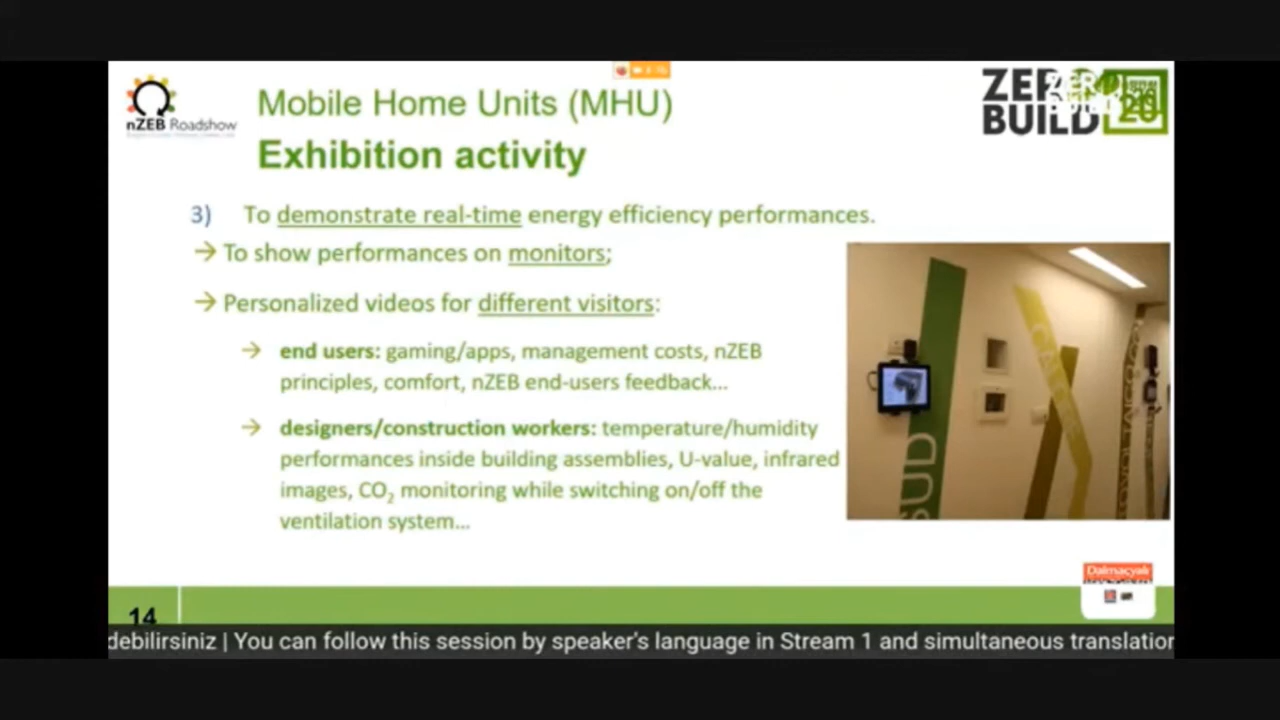 nZEB Roadshow
Mobile Home Units (MHU)
Exhibition activity
ZERO
BUILD
20
3) To demonstrate real-time energy efficiency performances.
→ To show performances on monitors;
→ Personalized videos for different visitors:
→ end users: gaming/apps, management costs, nZEB
principles, comfort, nZEB end-users feedback...
→ designers/construction workers: temperature/humidity
performances inside building assemblies, U-value, infrared
images, CO₂ monitoring while switching on/off the
ventilation system...
SUD
Dalmaçyalı
14
debilirsiniz | You can follow this session by speaker's language in Stream 1 and simultaneous translation